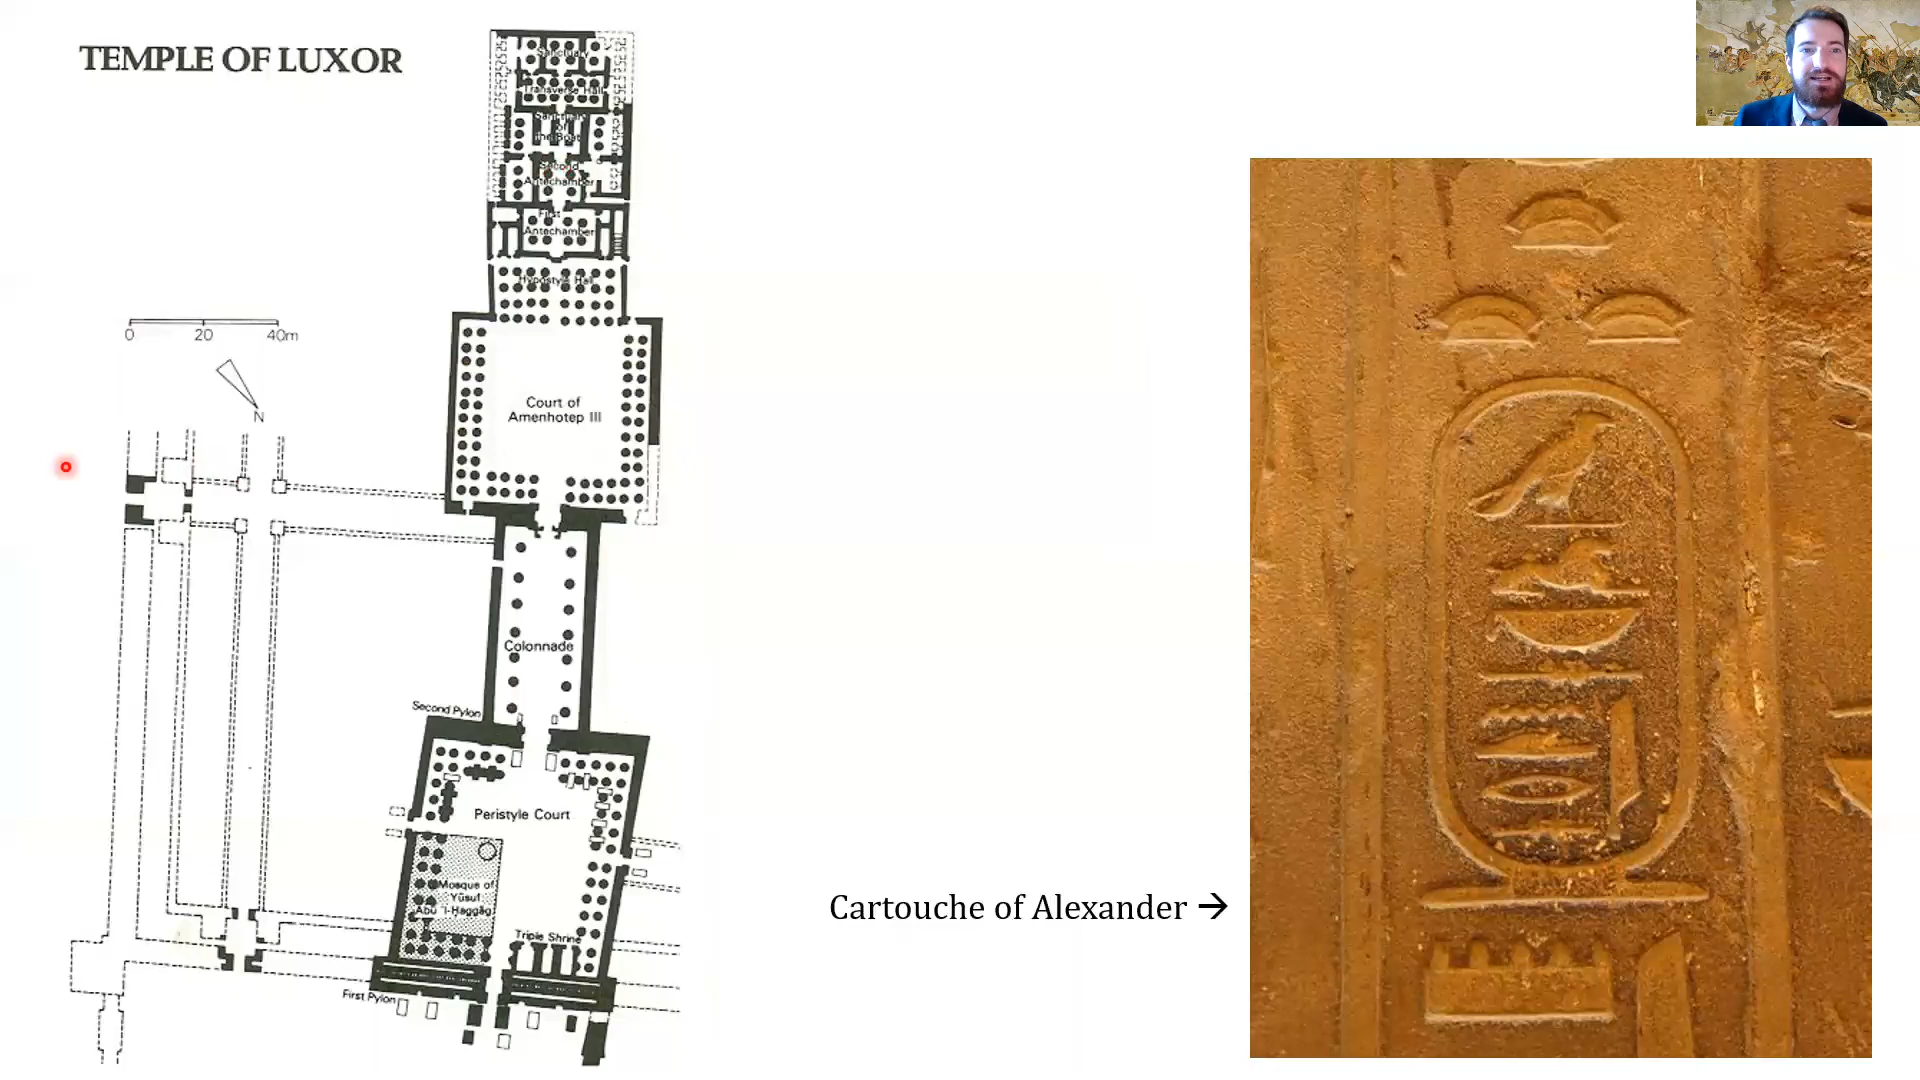 TEMPLE OF LUXOR
Sanctuary
Transverse Hall
Sanctuary
of
the Boat
Second
Antechamber
First
Antechamber
Hypostyle Hall
0 20 40m
N
Court of
Amenhotep III
Colonnade
Second Pylon
Peristyle Court
Mosque of
Yūsuf
Abu 'l-Ḥaggāg
Triple Shrine
First Pylon
Cartouche of Alexander →